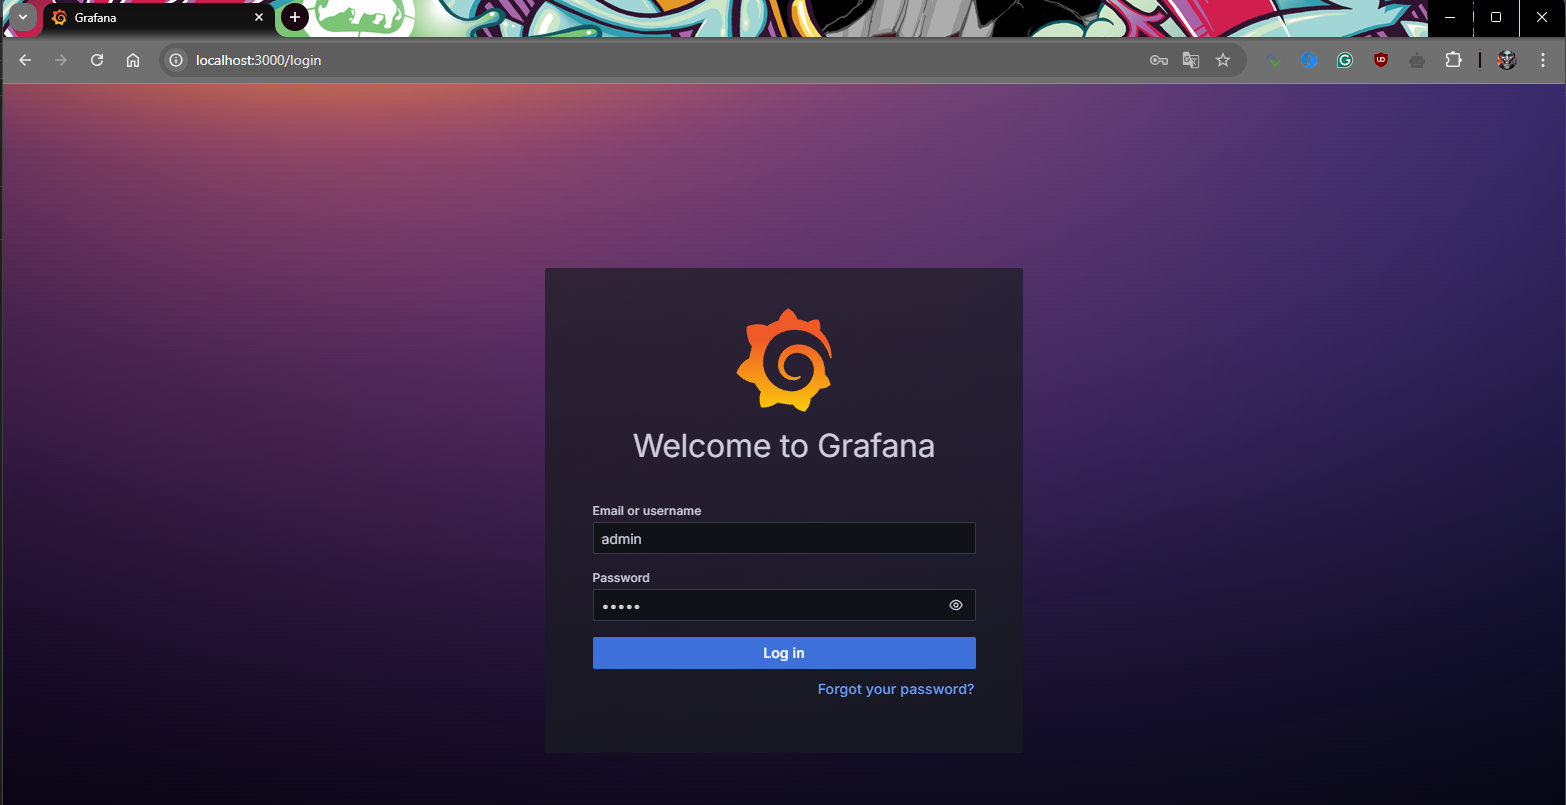 Grafana
localhost:3000/login
Welcome to Grafana
Email or username
admin
Password
•••••
Log in
Forgot your password?